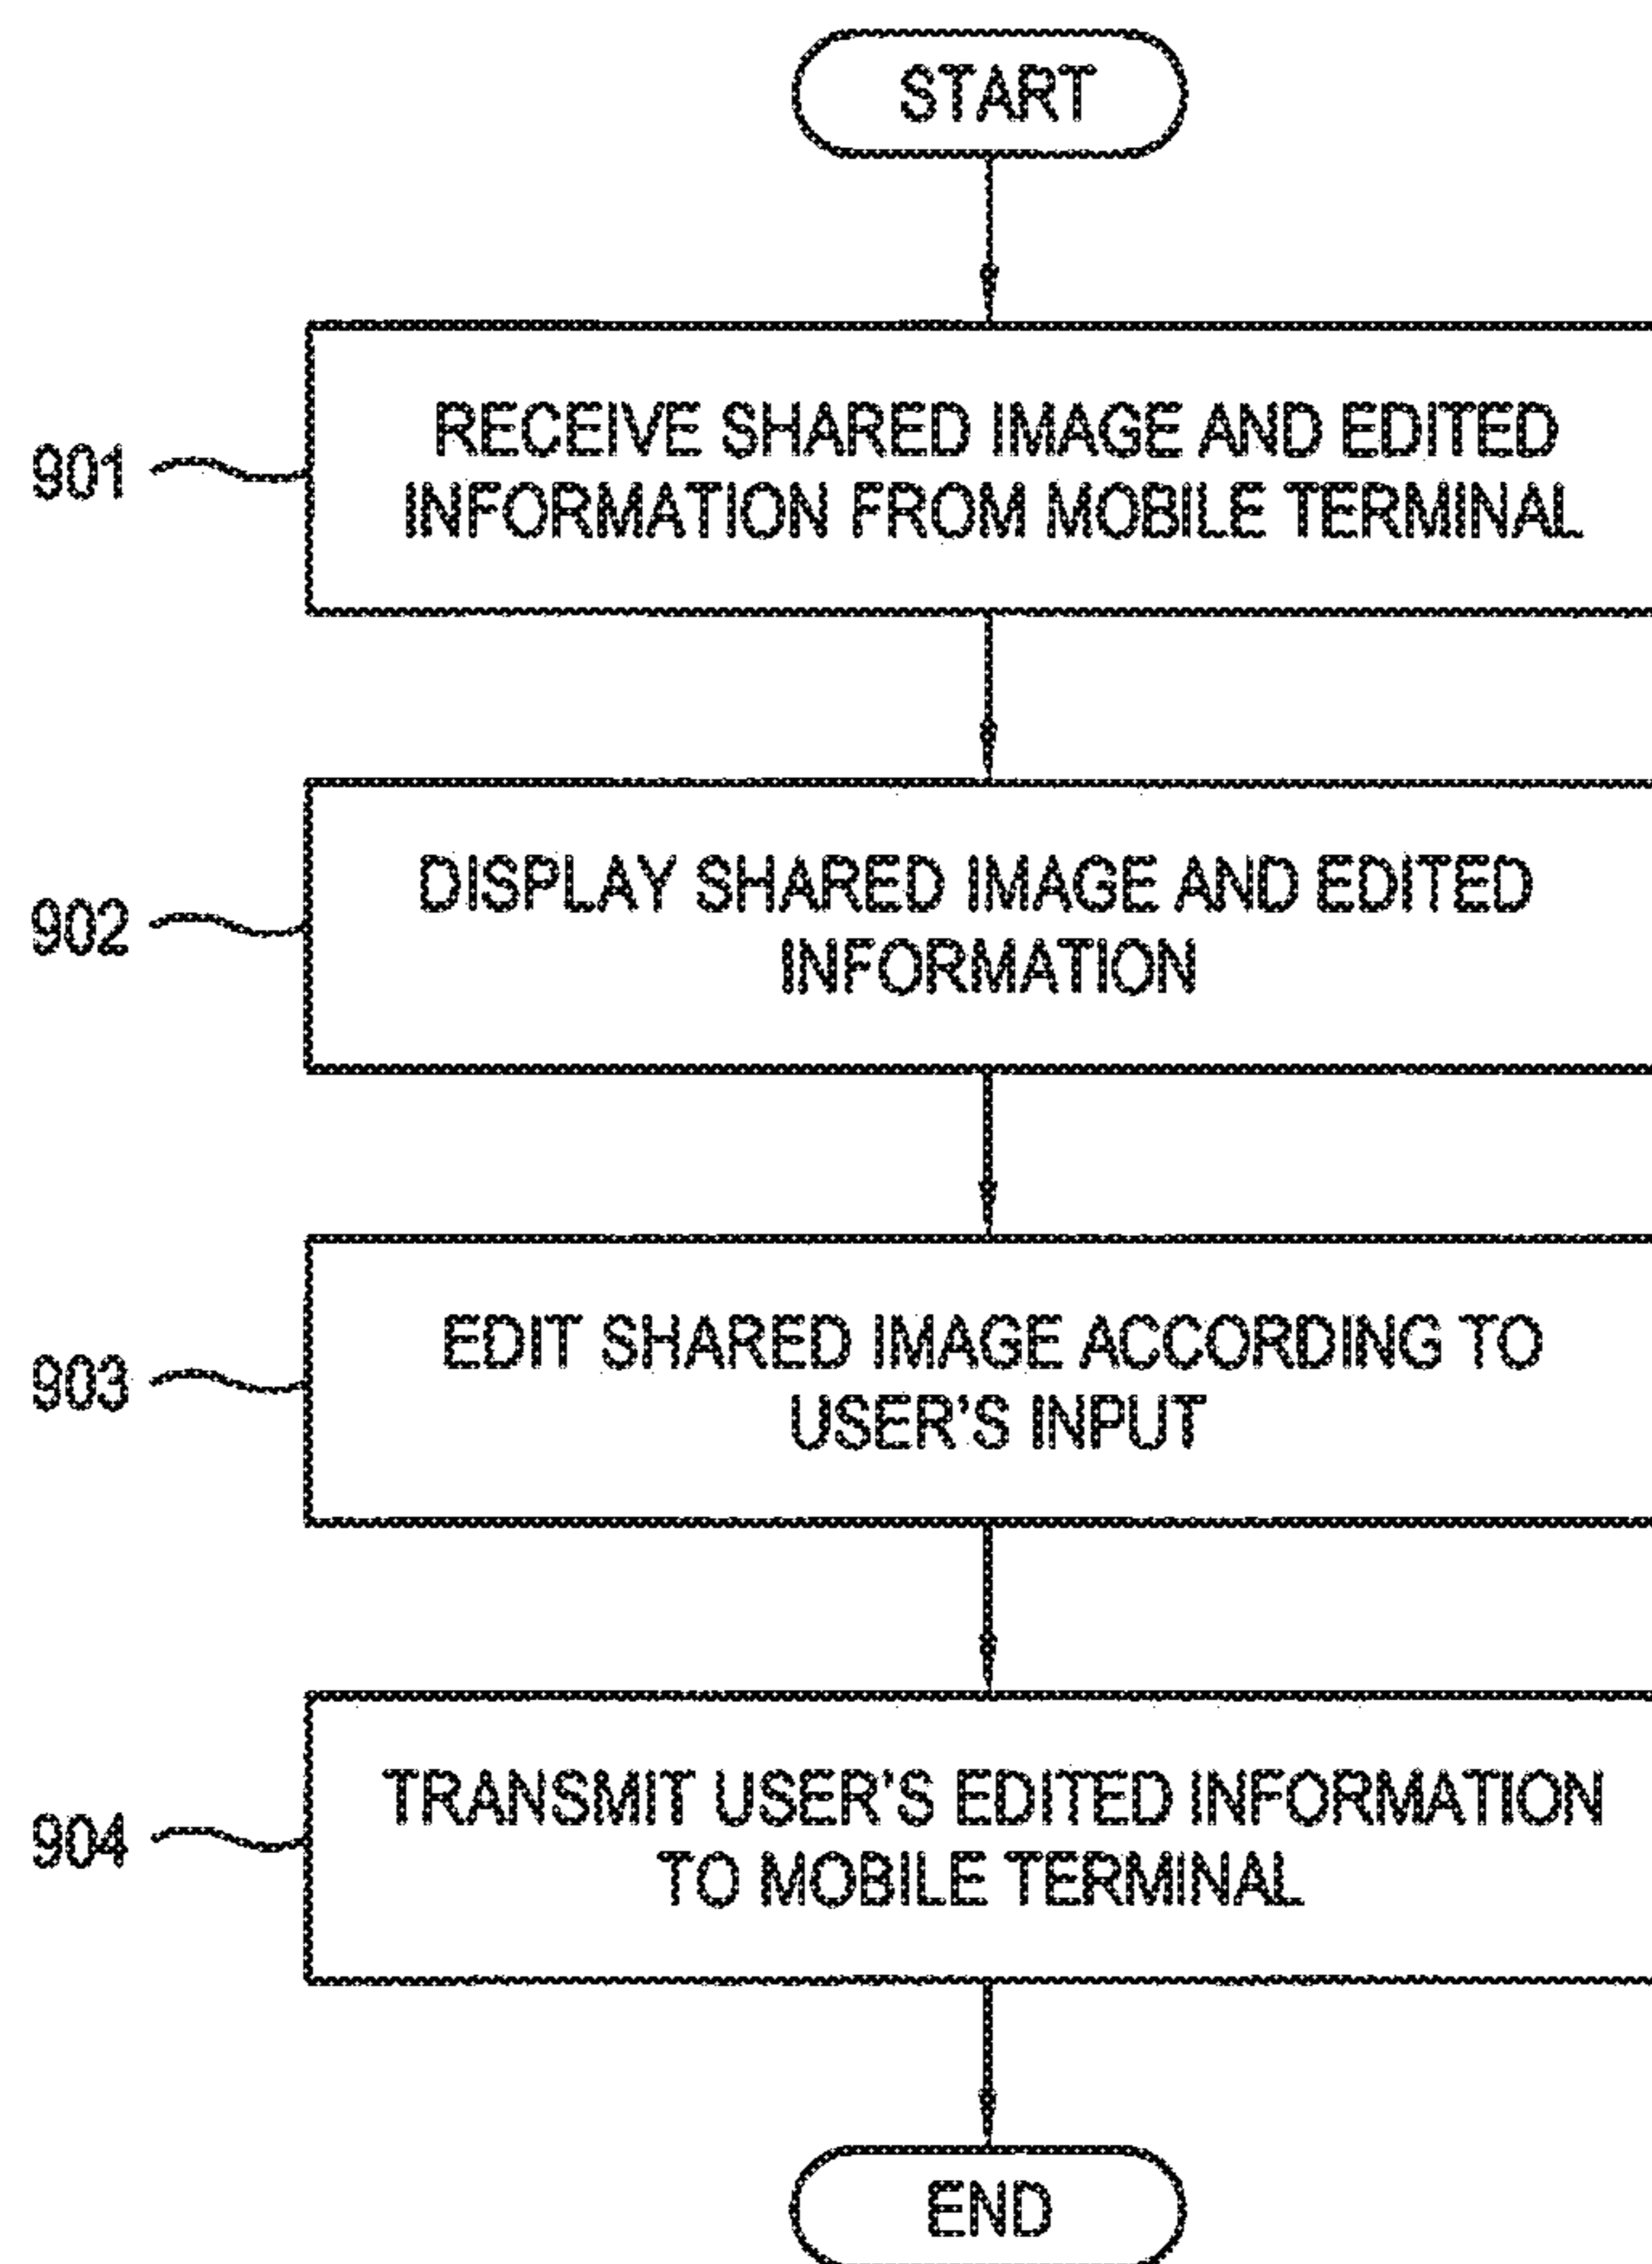 START
901
RECEIVE SHARED IMAGE AND EDITED
INFORMATION FROM MOBILE TERMINAL
902
DISPLAY SHARED IMAGE AND EDITED
INFORMATION
903
EDIT SHARED IMAGE ACCORDING TO
USER'S INPUT
904
TRANSMIT USER'S EDITED INFORMATION
TO MOBILE TERMINAL
END